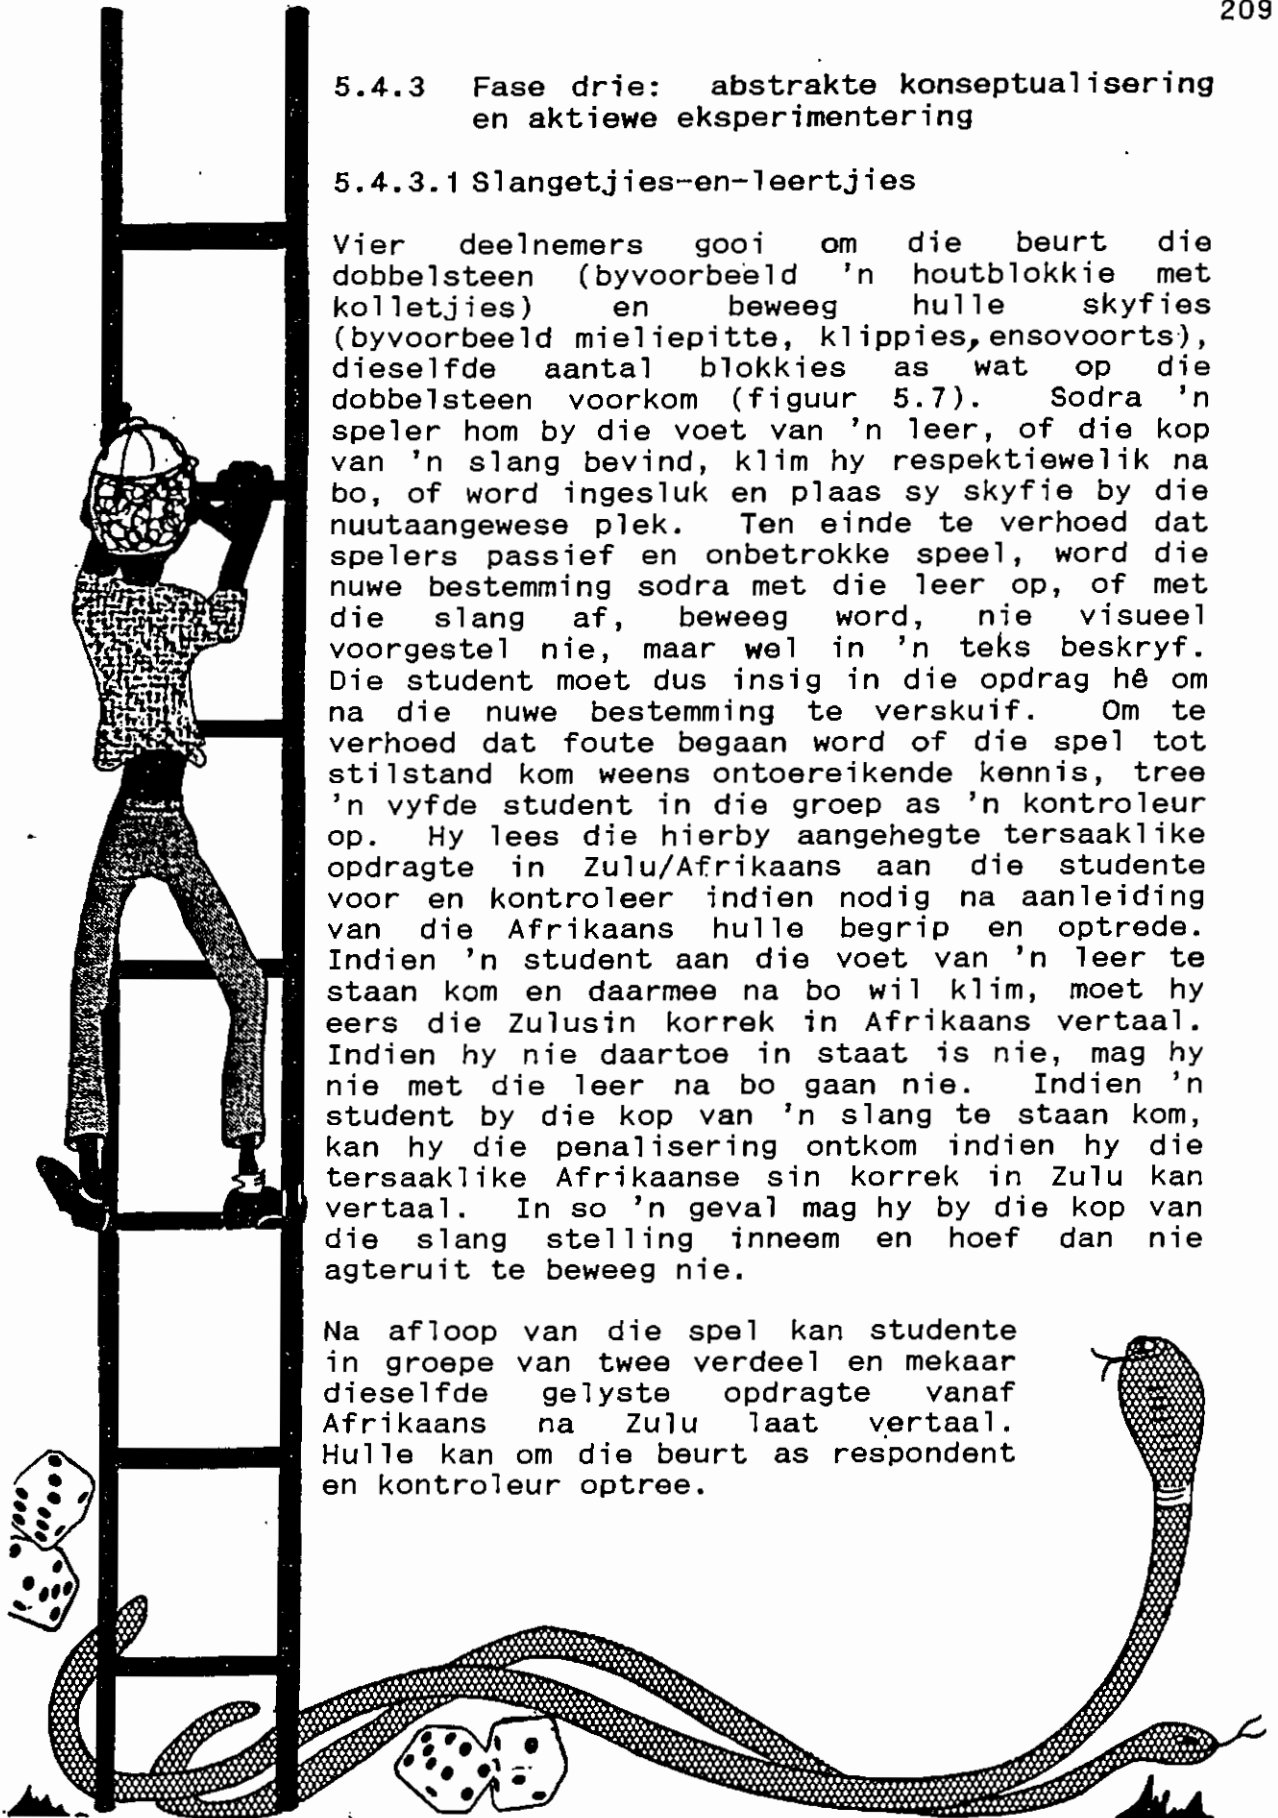 209
5.4.3 Fase drie: abstrakte konseptualisering
en aktiewe eksperimentering
5.4.3.1 Slangetjies-en-leertjies
Vier deelnemers gooi om die beurt die
dobbelsteen (byvoorbeeld 'n houtblokkie met
kolletjies) en beweeg hulle skyfies
(byvoorbeeld mieliepitte, klippies, ensovoorts),
dieselfde aantal blokkies as wat op die
dobbelsteen voorkom (figuur 5.7). Sodra 'n
speler hom by die voet van 'n leer, of die kop
van 'n slang bevind, klim hy respektiewelik na
bo, of word ingesluk en plaas sy skyfie by die
nuutaangewese plek. Ten einde te verhoed dat
spelers passief en onbetrokke speel, word die
nuwe bestemming sodra met die leer op, of met
die slang af, beweeg word, nie visueel
voorgestel nie, maar wel in 'n teks beskryf.
Die student moet dus insig in die opdrag hê om
na die nuwe bestemming te verskuif. Om te
verhoed dat foute begaan word of die spel tot
stilstand kom weens ontoereikende kennis, tree
'n vyfde student in die groep as 'n kontroleur
op. Hy lees die hierby aangehegte tersaaklike
opdragte in Zulu/Afrikaans aan die studente
voor en kontroleer indien nodig na aanleiding
van die Afrikaans hulle begrip en optrede.
Indien 'n student aan die voet van 'n leer te
staan kom en daarmee na bo wil klim, moet hy
eers die Zulusin korrek in Afrikaans vertaal.
Indien hy nie daartoe in staat is nie, mag hy
nie met die leer na bo gaan nie. Indien 'n
student by die kop van 'n slang te staan kom,
kan hy die penalisering ontkom indien hy die
tersaaklike Afrikaanse sin korrek in Zulu kan
vertaal. In so 'n geval mag hy by die kop van
die slang stelling inneem en hoef dan nie
agteruit te beweeg nie.
Na afloop van die spel kan studente
in groepe van twee verdeel en mekaar
dieselfde gelyste opdragte vanaf
Afrikaans na Zulu laat vertaal.
Hulle kan om die beurt as respondent
en kontroleur optree.